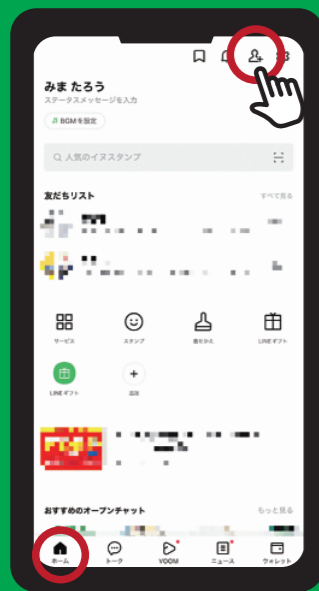 みま たろう
ステータスメッセージを入力
BGMを設定
人気のイヌスタンプ
友だちリスト すべて見る
サービス スタンプ 着せかえ LINEギフト
LINEギフト 追加
おすすめのオープンチャット もっと見る
ホーム トーク VOOM ニュース ウォレット